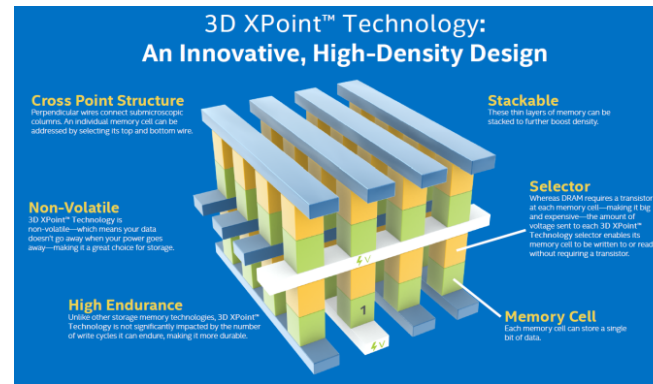 3D XPoint™ Technology:
An Innovative, High-Density Design
Cross Point Structure
Perpendicular wires connect submicroscopic
columns. An individual memory cell can be
addressed by selecting its top and bottom wire.
Non-Volatile
3D XPoint™ Technology is
non-volatile—which means your data
doesn't go away when your power goes
away—making it a great choice for storage.
High Endurance
Unlike other storage memory technologies, 3D XPoint™
Technology is not significantly impacted by the number
of write cycles it can endure, making it more durable.
Stackable
These thin layers of memory can be
stacked to further boost density.
Selector
Whereas DRAM requires a transistor
at each memory cell—making it big
and expensive—the amount of
voltage sent to each 3D XPoint™
Technology selector enables its
memory cell to be written to or read
without requiring a transistor.
Memory Cell
Each memory cell can store a single
bit of data.
V
1
V